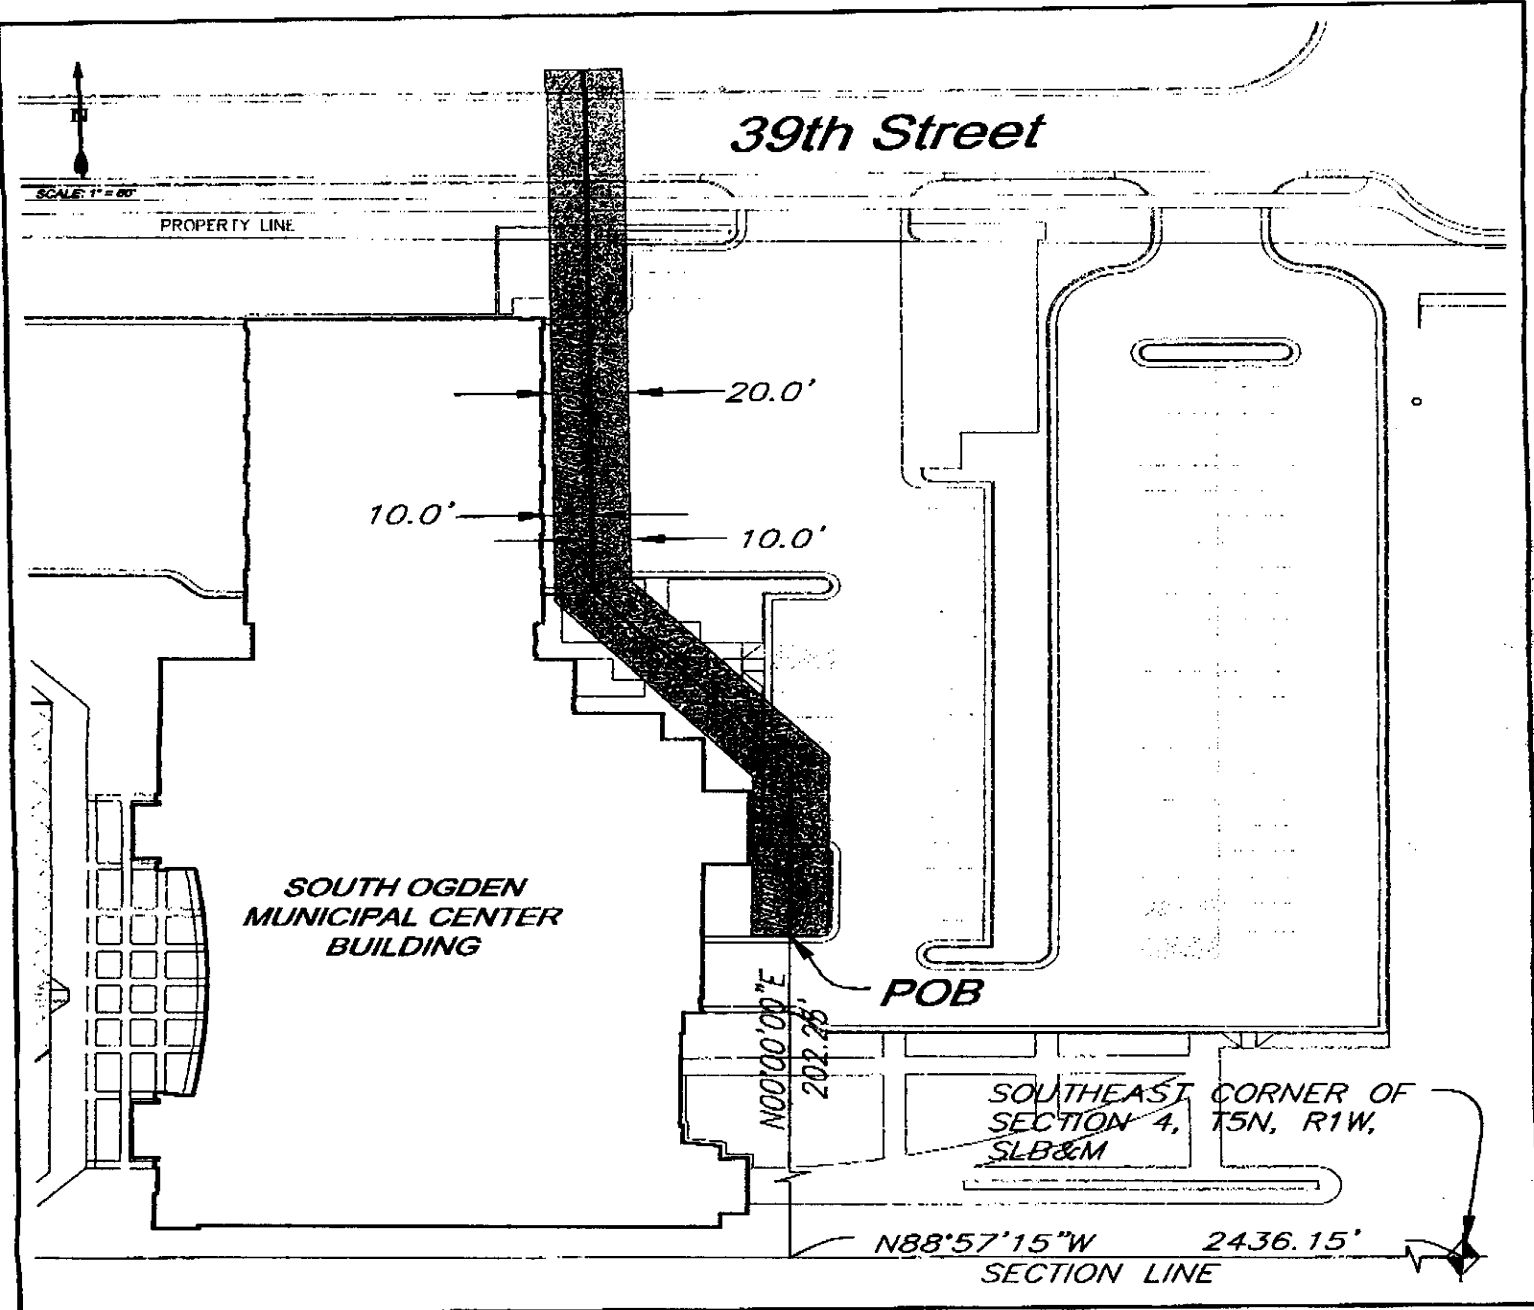 39th Street
N
SCALE: 1" = 60'
PROPERTY LINE
20.0'
10.0'
10.0'
SOUTH OGDEN
MUNICIPAL CENTER
BUILDING
POB
N00°00'00"E
202.25'
SOUTHEAST CORNER OF
SECTION 4, T5N, R1W,
SLB&M
N88°57'15"W 2436.15'
SECTION LINE